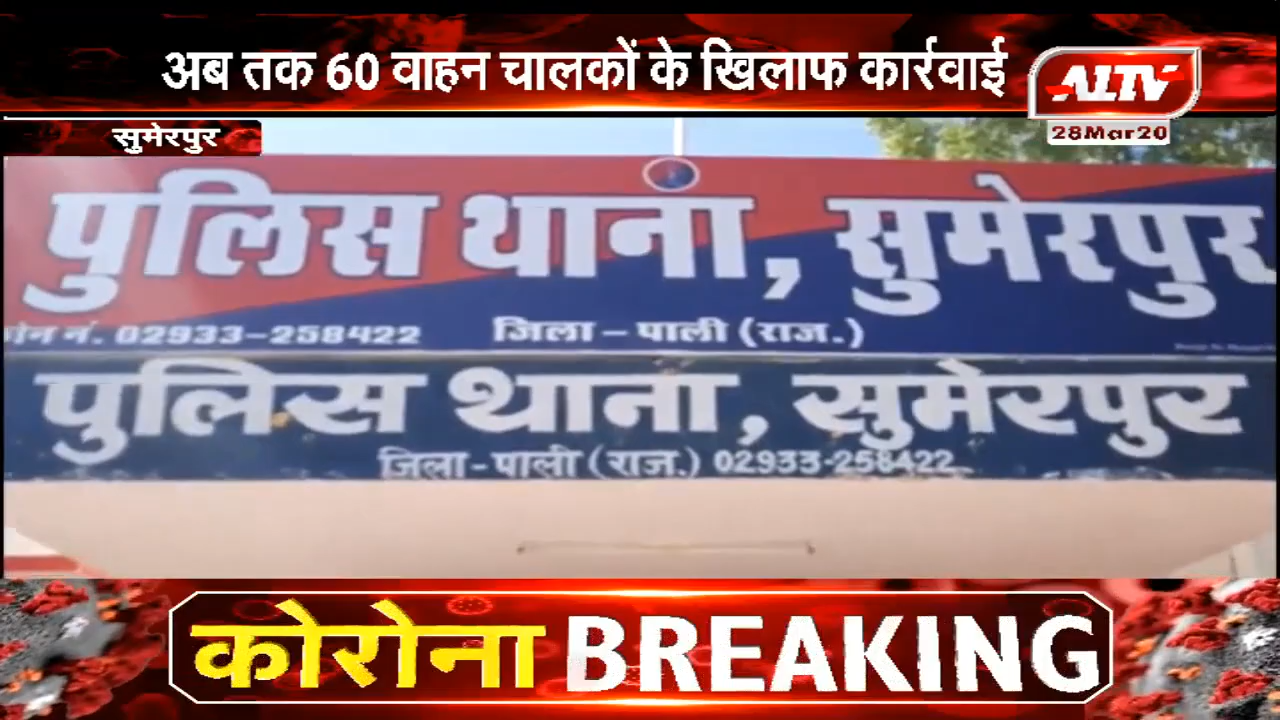 अब तक 60 वाहन चालकों के खिलाफ कार्रवाई
ALTV
28Mar20
सुमेरपुर
पुलिस थाना, सुमेरपुर
फोन नं. 02933-258422 जिला - पाली (राज.)
पुलिस थाना, सुमेरपुर
जिला - पाली (राज.) 02933-258422
कोरोना BREAKING